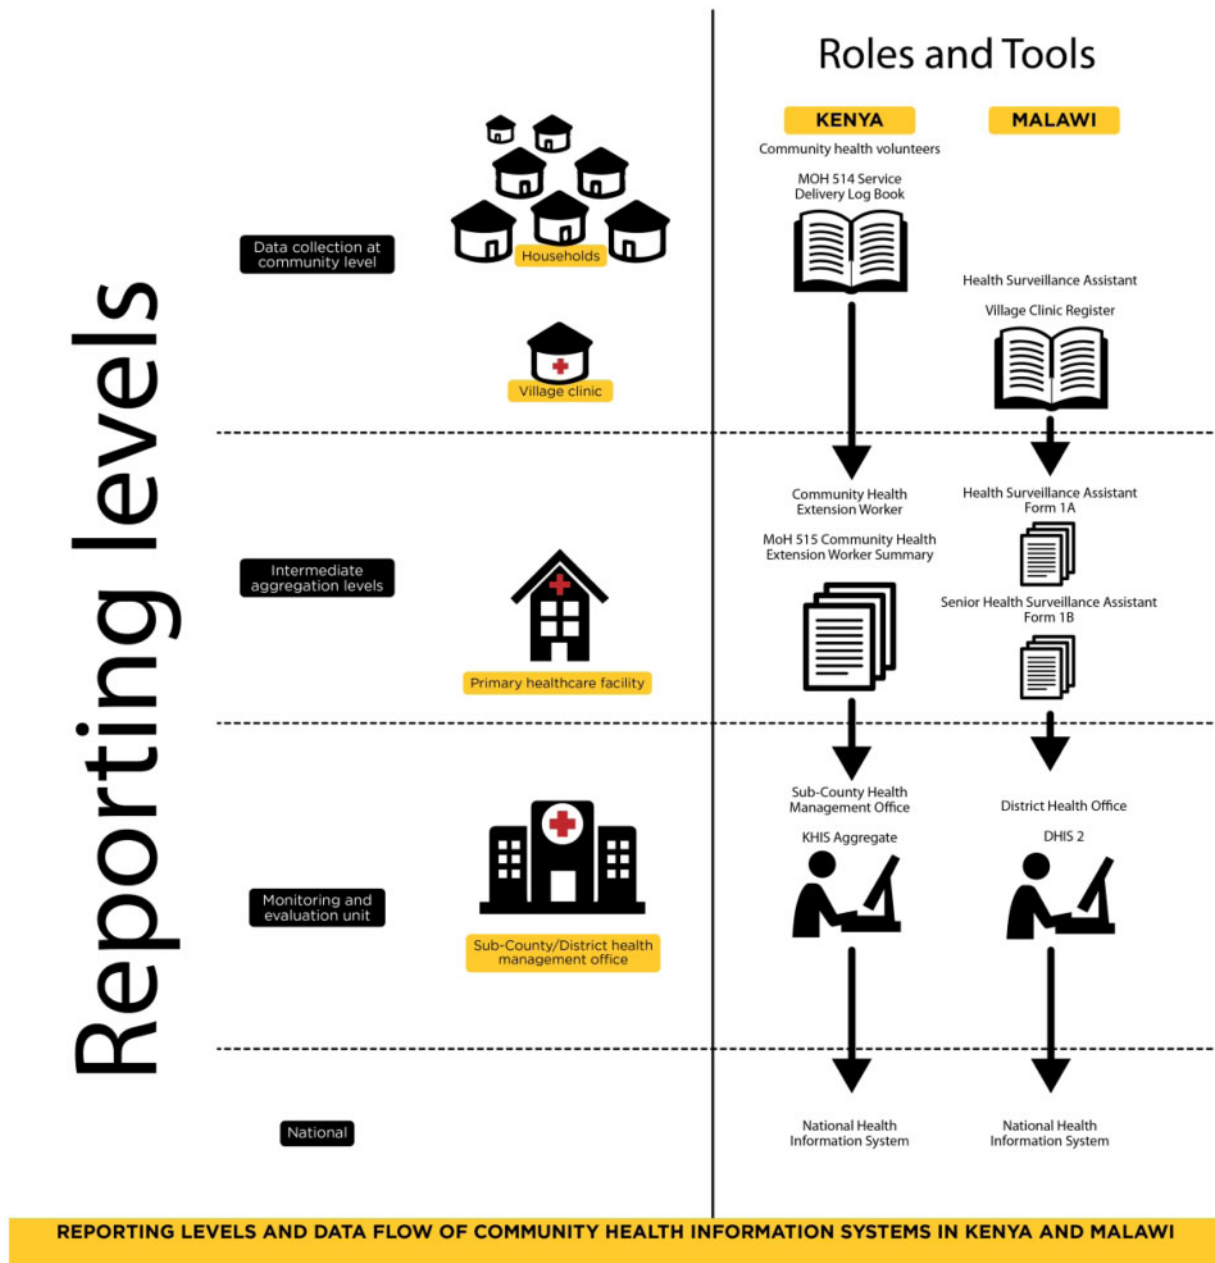 Roles and Tools
KENYA
MALAWI
Community health volunteers
MOH 514 Service
Delivery Log Book
Reporting levels
Data collection at
community level
Households
Health Surveillance Assistant
Village Clinic Register
Village clinic
Community Health
Extension Worker
Health Surveillance Assistant
Form 1A
MoH 515 Community Health
Extension Worker Summary
Intermediate
aggregation levels
Senior Health Surveillance Assistant
Form 1B
Primary healthcare facility
Sub-County Health
Management Office
District Health Office
KHIS Aggregate
DHIS 2
Monitoring and
evaluation unit
Sub-County/District health
management office
National
National Health
Information System
National Health
Information System
REPORTING LEVELS AND DATA FLOW OF COMMUNITY HEALTH INFORMATION SYSTEMS IN KENYA AND MALAWI